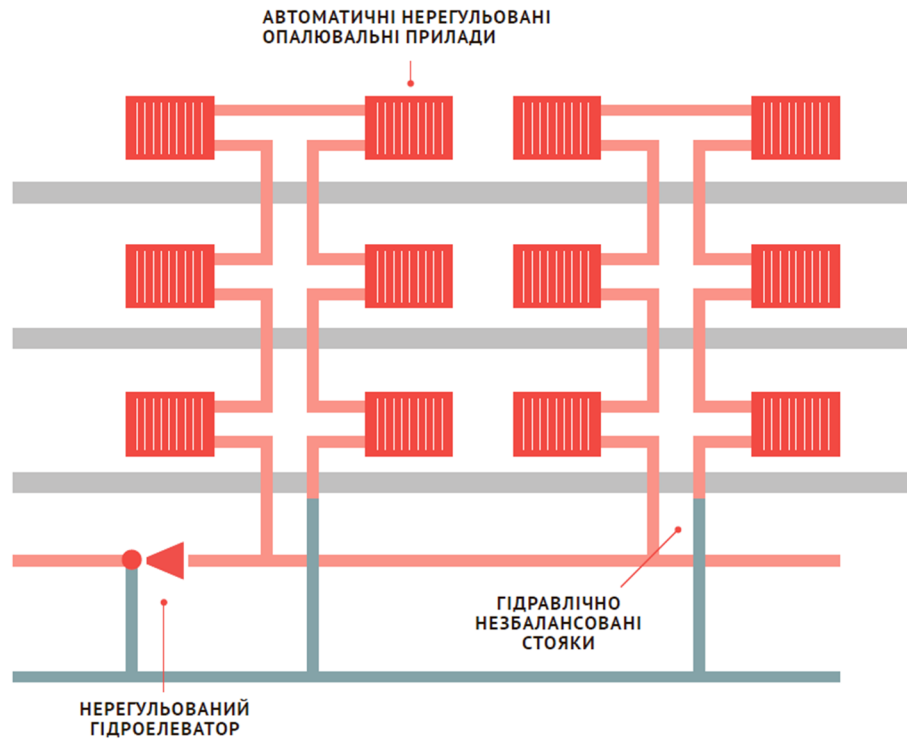 АВТОМАТИЧНІ НЕРЕГУЛЬОВАНІ
ОПАЛЮВАЛЬНІ ПРИЛАДИ
ГІДРАВЛІЧНО
НЕЗБАЛАНСОВАНІ
СТОЯКИ
НЕРЕГУЛЬОВАНИЙ
ГІДРОЕЛЕВАТОР